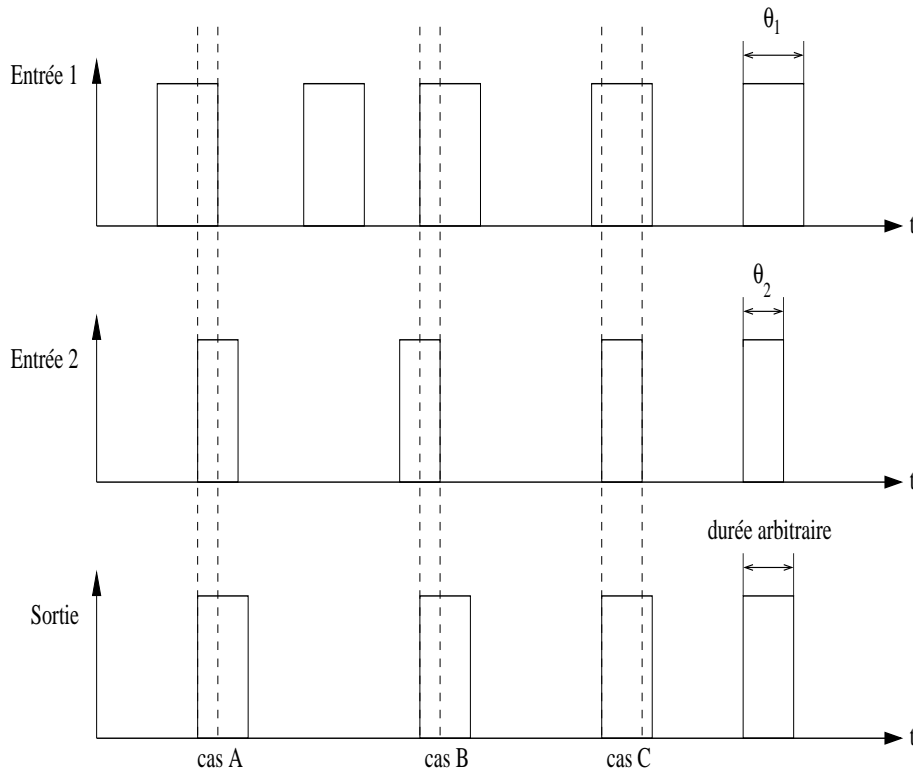 θ1
Entrée 1
t
θ2
Entrée 2
t
durée arbitraire
Sortie
t
cas A
cas B
cas C